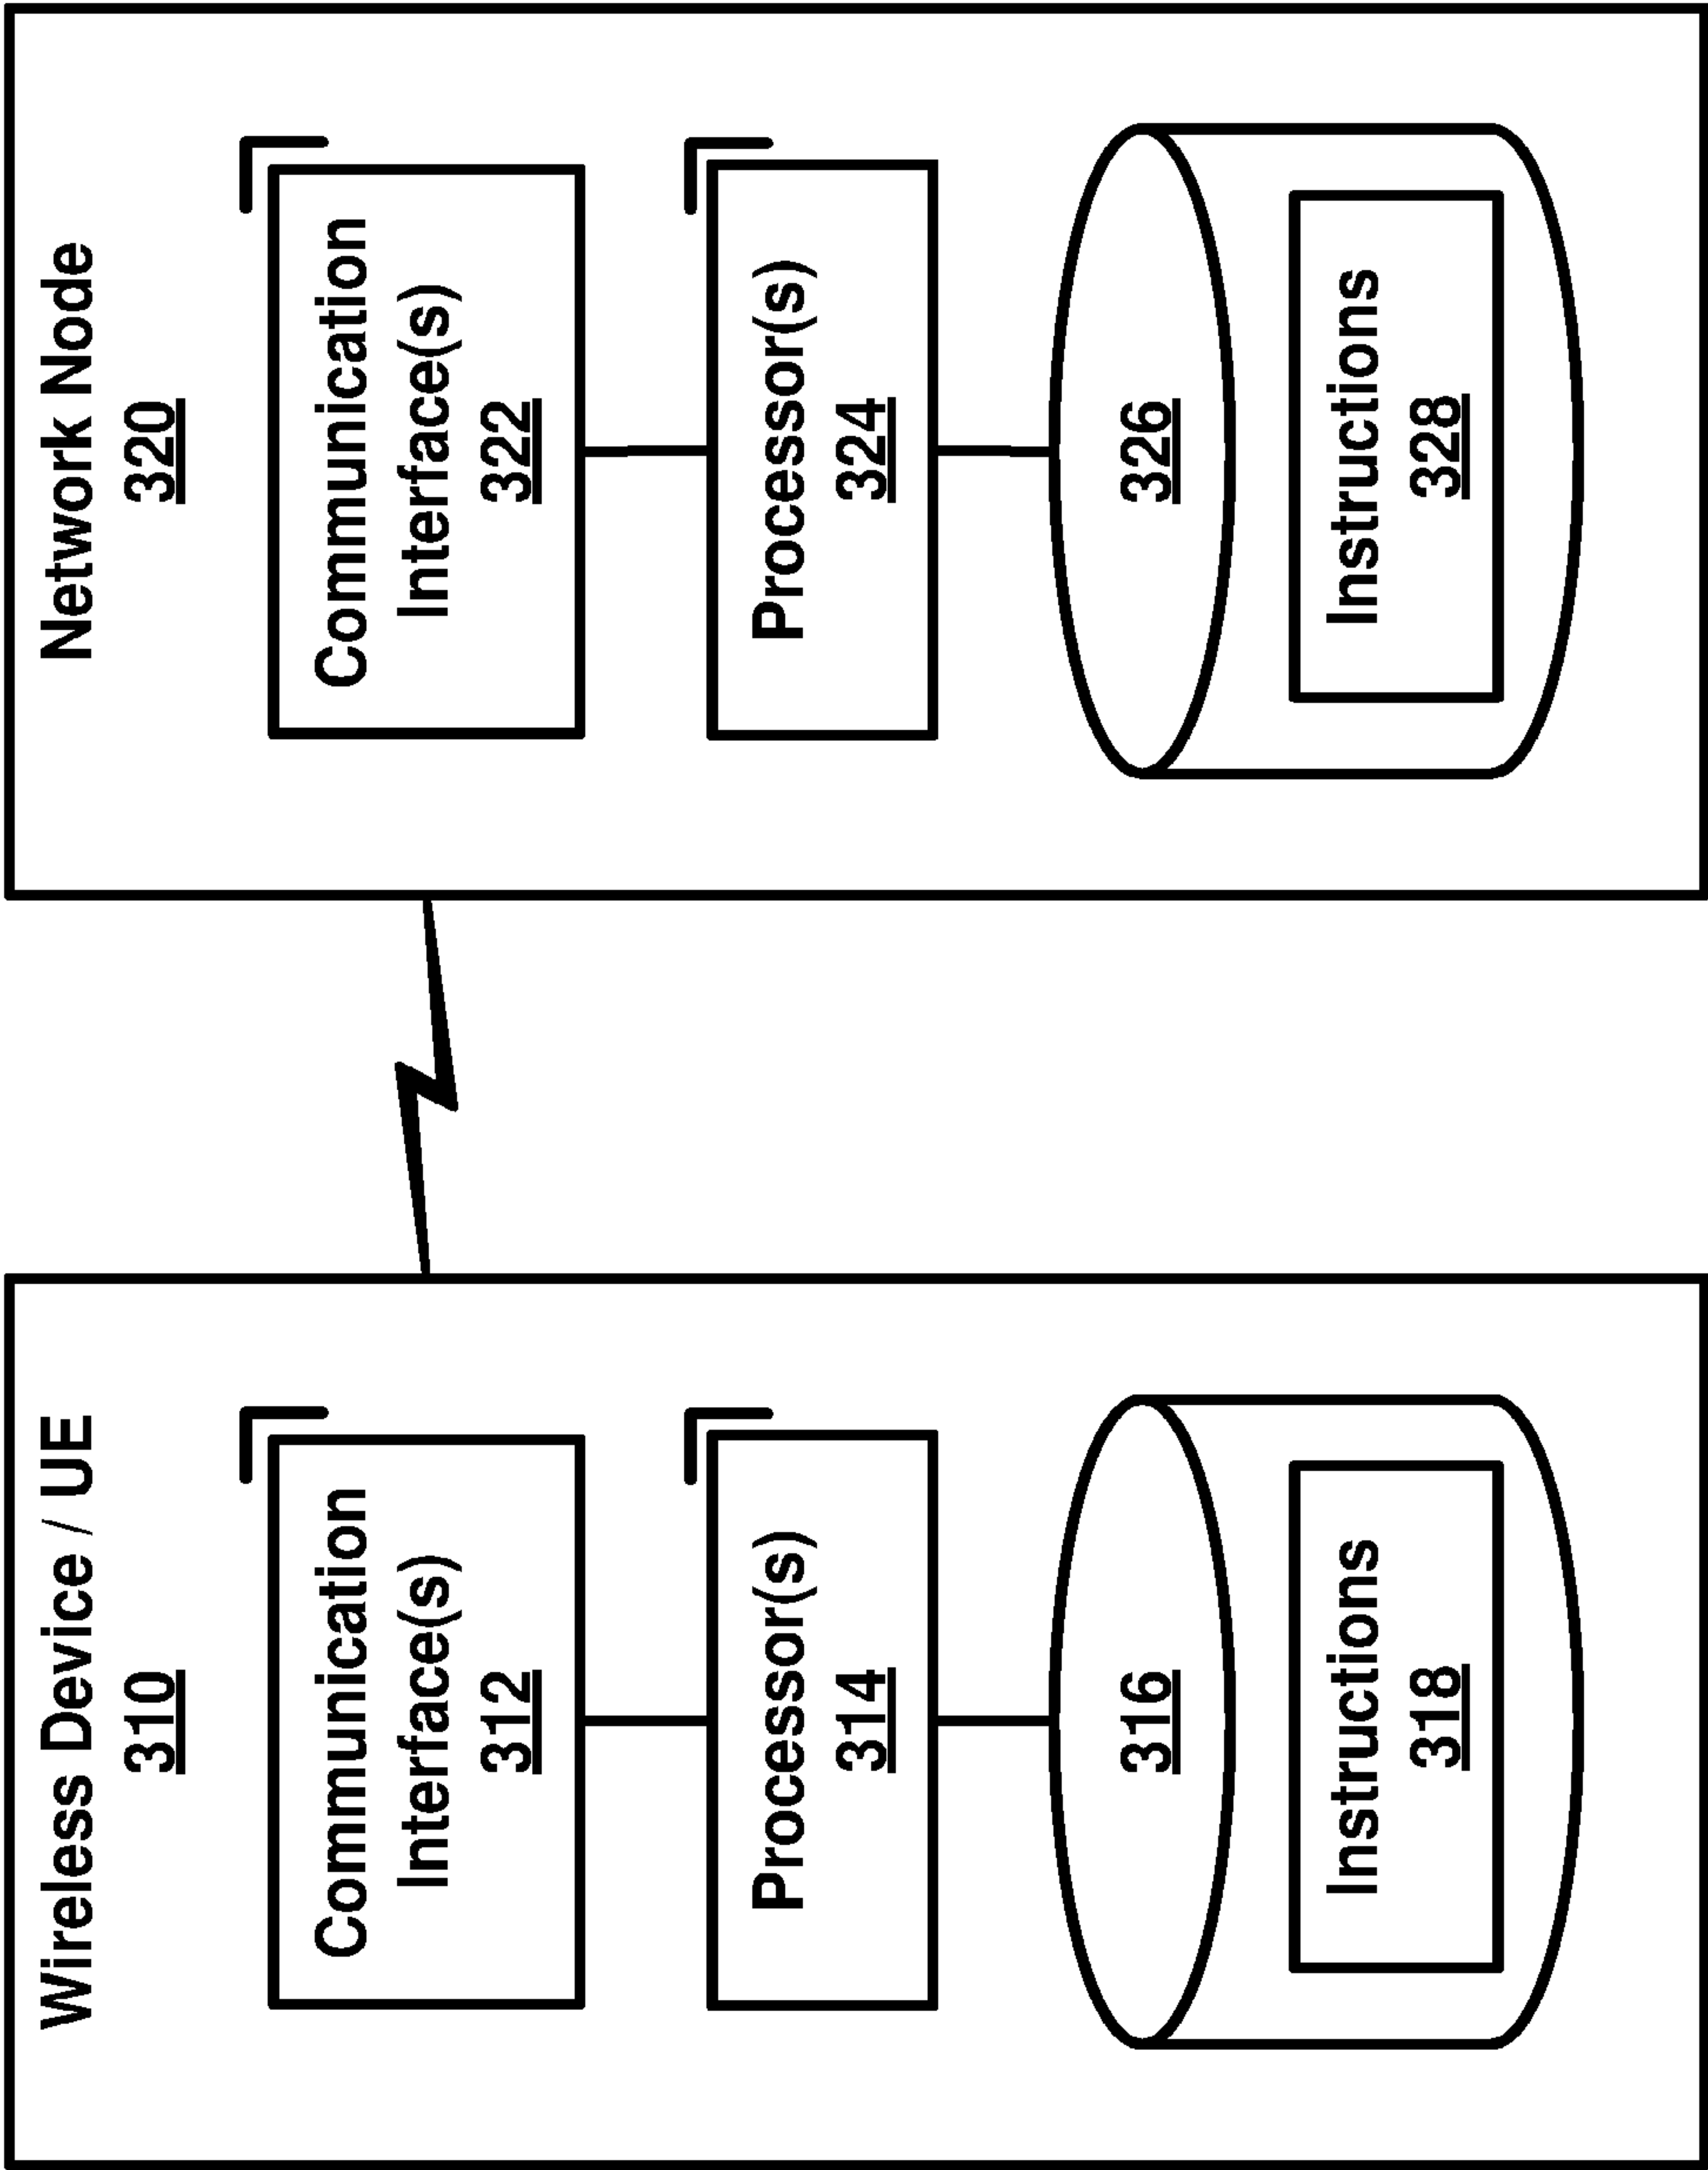 Wireless Device / UE
310
Communication
Interface(s)
312
Processor(s)
314
316
Instructions
318
Network Node
320
Communication
Interface(s)
322
Processor(s)
324
326
Instructions
328